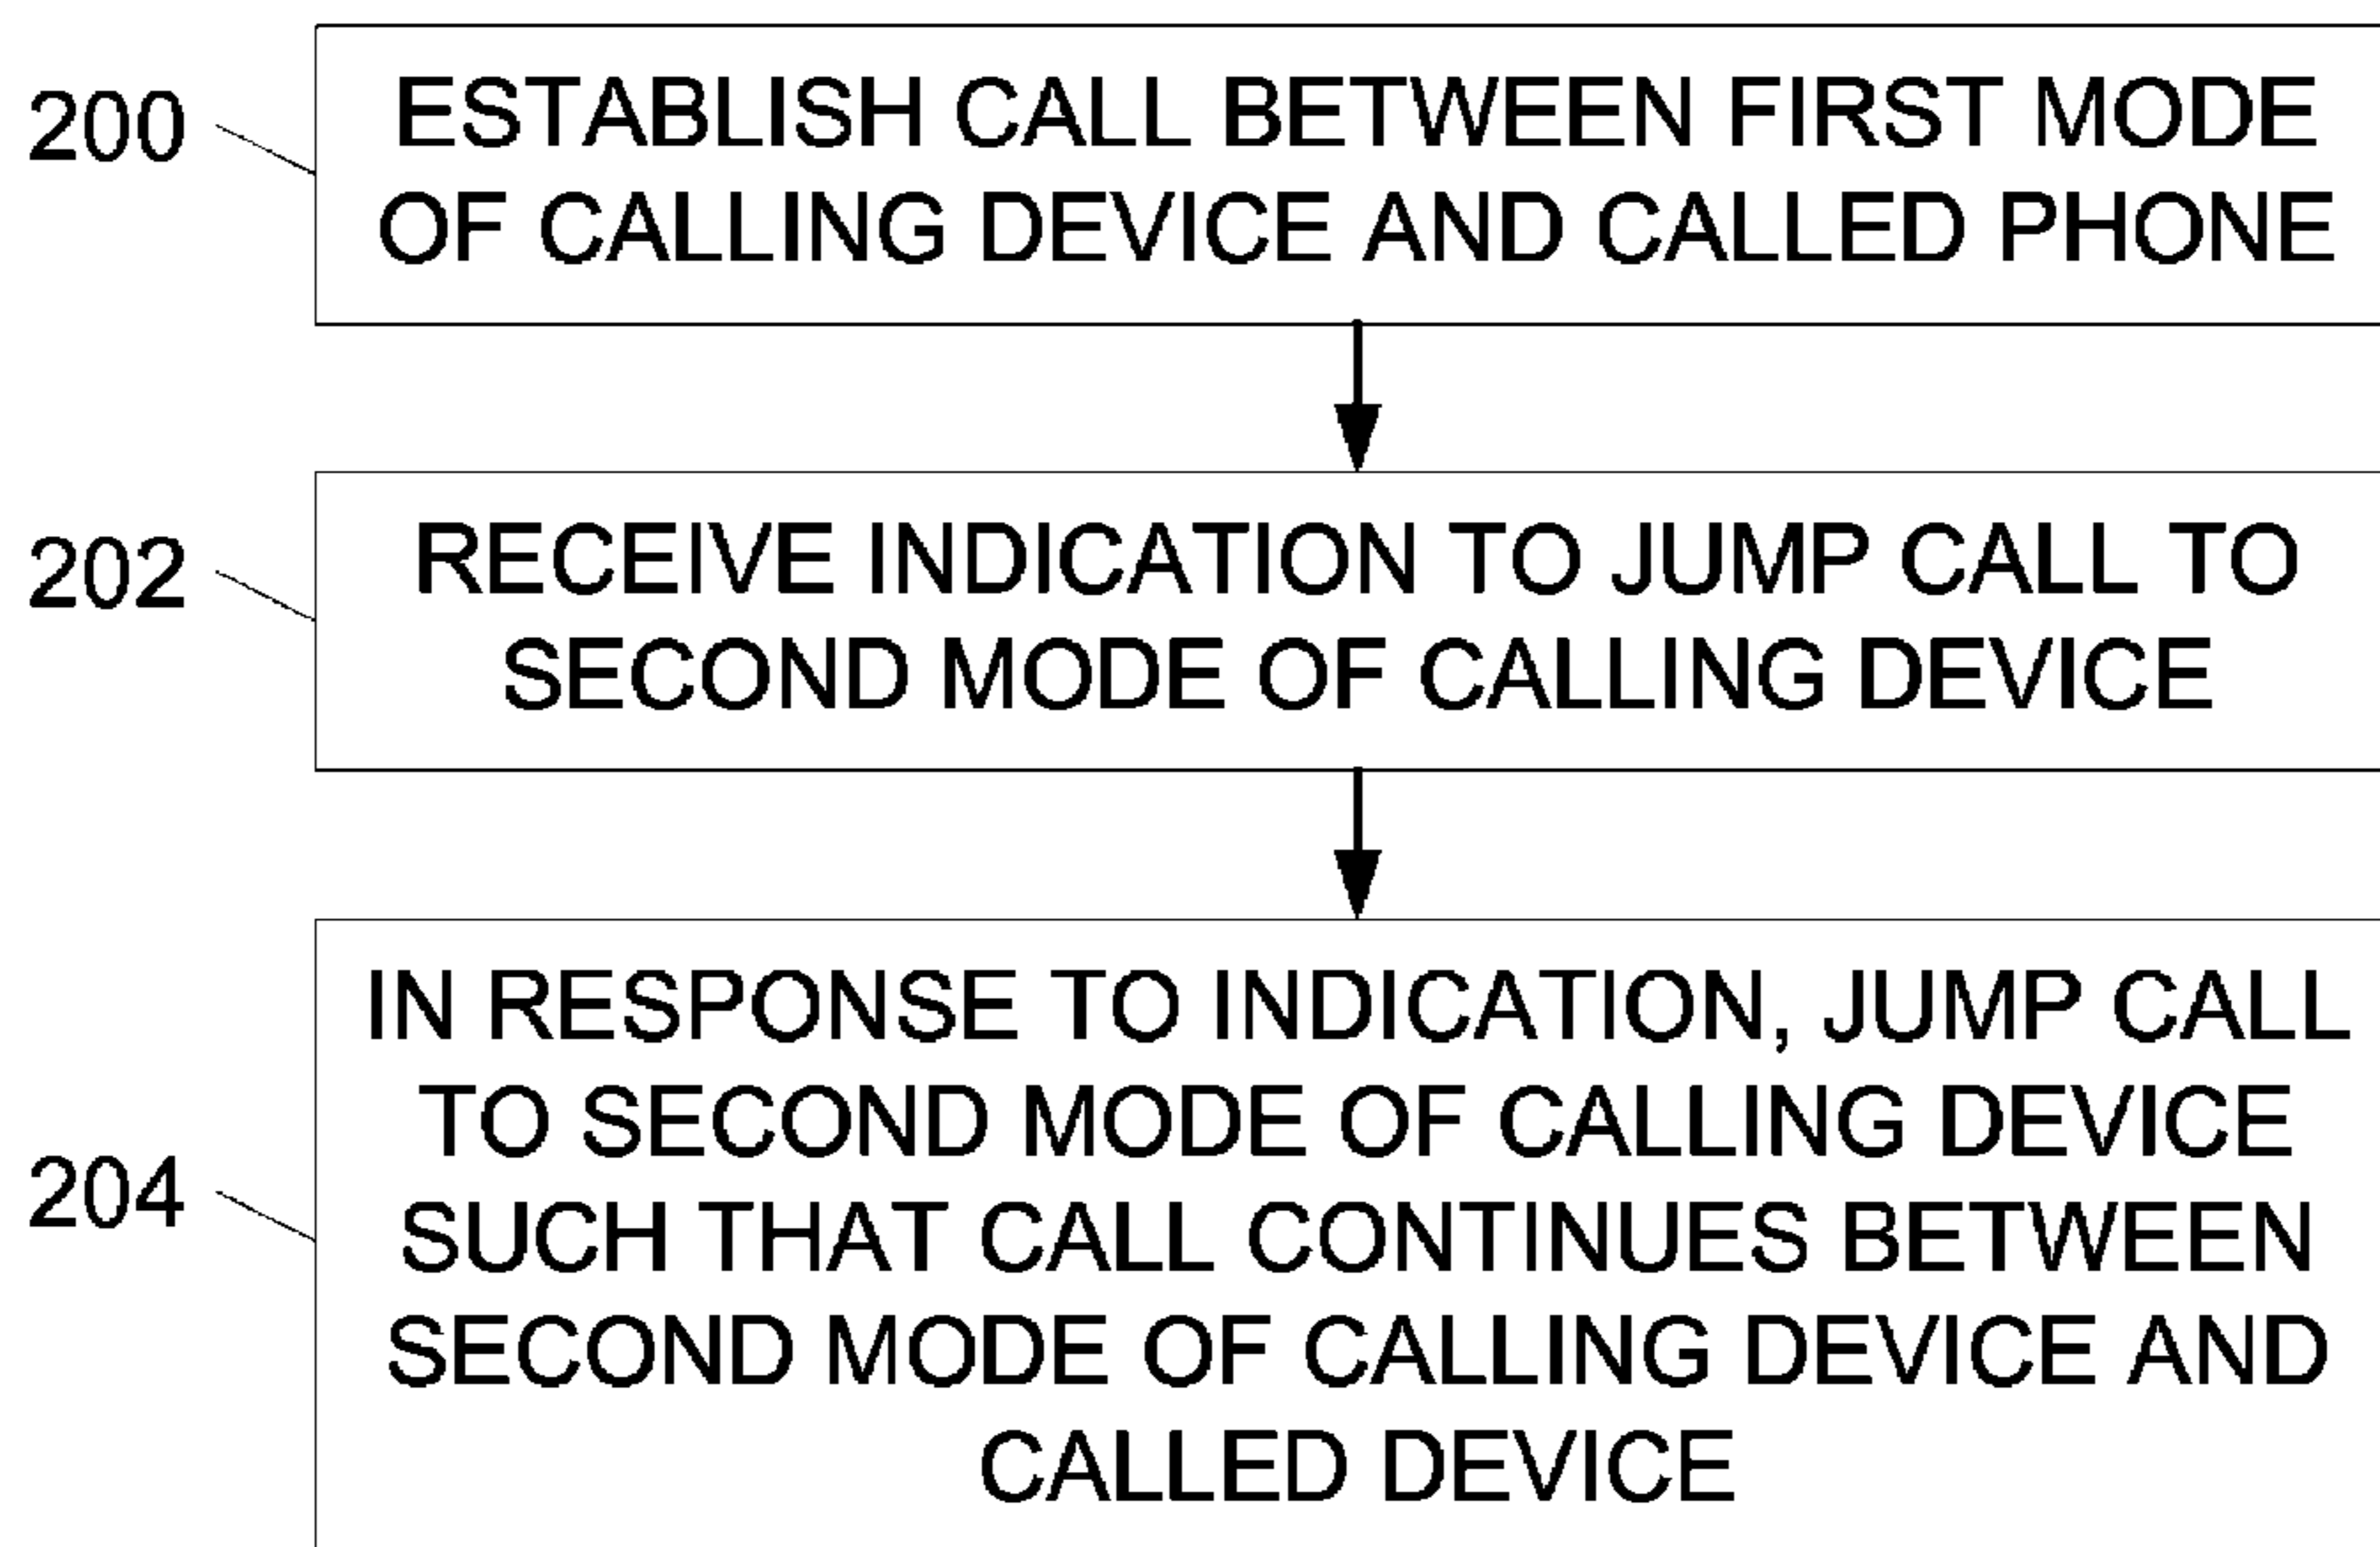 200
ESTABLISH CALL BETWEEN FIRST MODE
OF CALLING DEVICE AND CALLED PHONE
202
RECEIVE INDICATION TO JUMP CALL TO
SECOND MODE OF CALLING DEVICE
204
IN RESPONSE TO INDICATION, JUMP CALL
TO SECOND MODE OF CALLING DEVICE
SUCH THAT CALL CONTINUES BETWEEN
SECOND MODE OF CALLING DEVICE AND
CALLED DEVICE